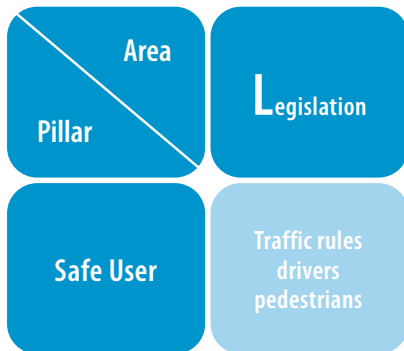 Area
Pillar
Legislation
Safe User
Traffic rules
drivers
pedestrians